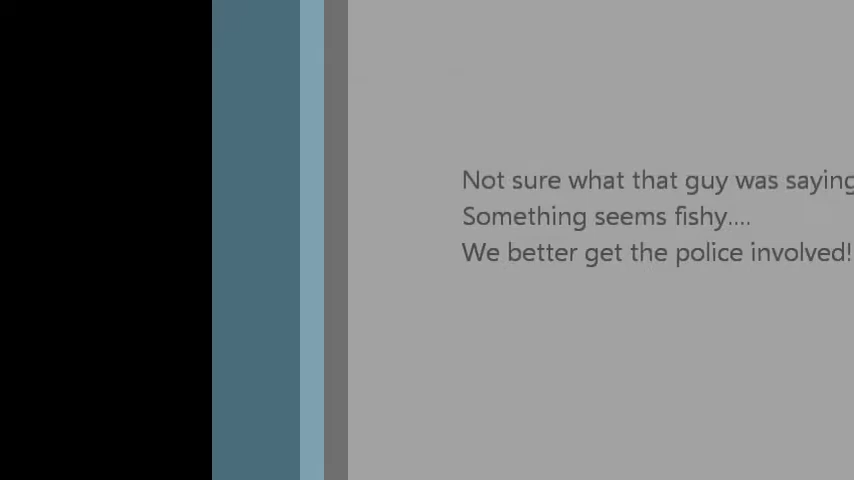 Not sure what that guy was saying
Something seems fishy....
We better get the police involved!